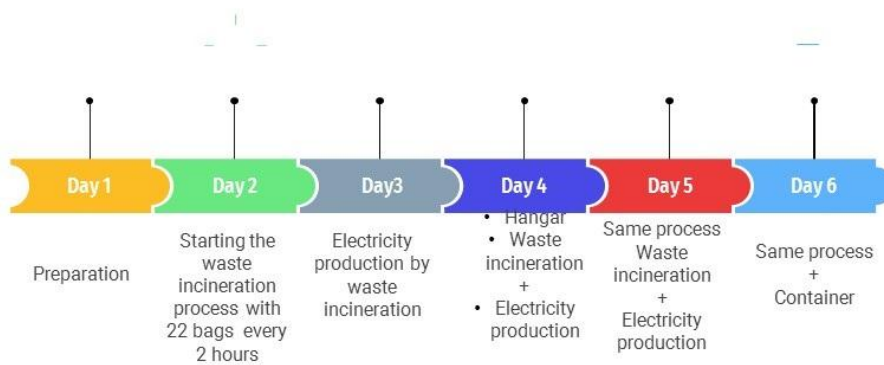 Day 1
Day 2
Day3
Day 4
Day 5
Day 6
Preparation
Starting the
waste
incineration
process with
22 bags every
2 hours
Electricity
production by
waste
incineration
• Hangar
• Waste
incineration
+
• Electricity
production
Same process
Waste
incineration
+
Electricity
production
Same process
+
Container